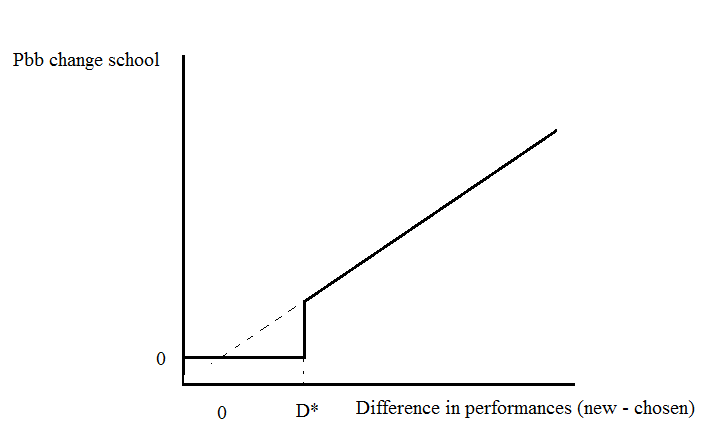 Pbb change school
0
0
D*
Difference in performances (new - chosen)